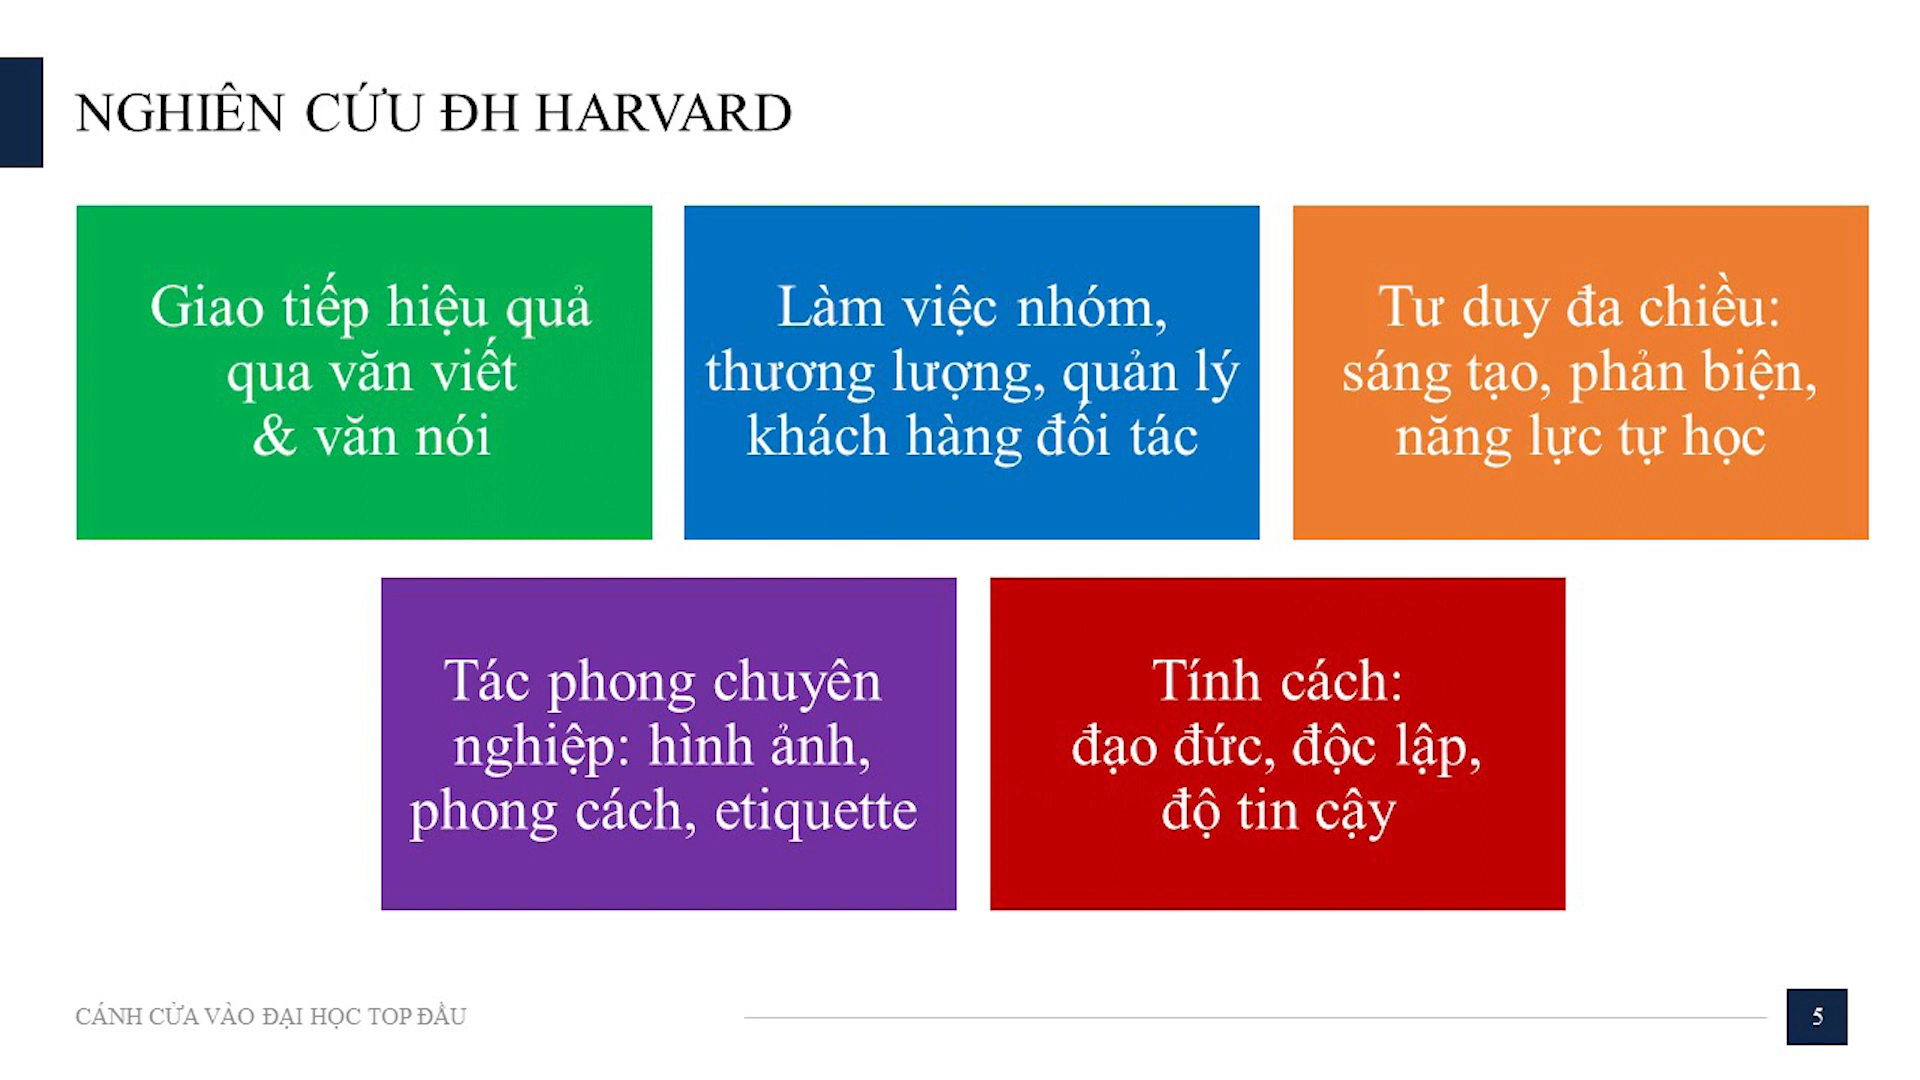 NGHIÊN CỨU ĐH HARVARD
Giao tiếp hiệu quả
qua văn viết
& văn nói
Làm việc nhóm,
thương lượng, quản lý
khách hàng đối tác
Tư duy đa chiều:
sáng tạo, phản biện,
năng lực tự học
Tác phong chuyên
nghiệp: hình ảnh,
phong cách, etiquette
Tính cách:
đạo đức, độc lập,
độ tin cậy
CÁNH CỬA VÀO ĐẠI HỌC TOP ĐẦU
5